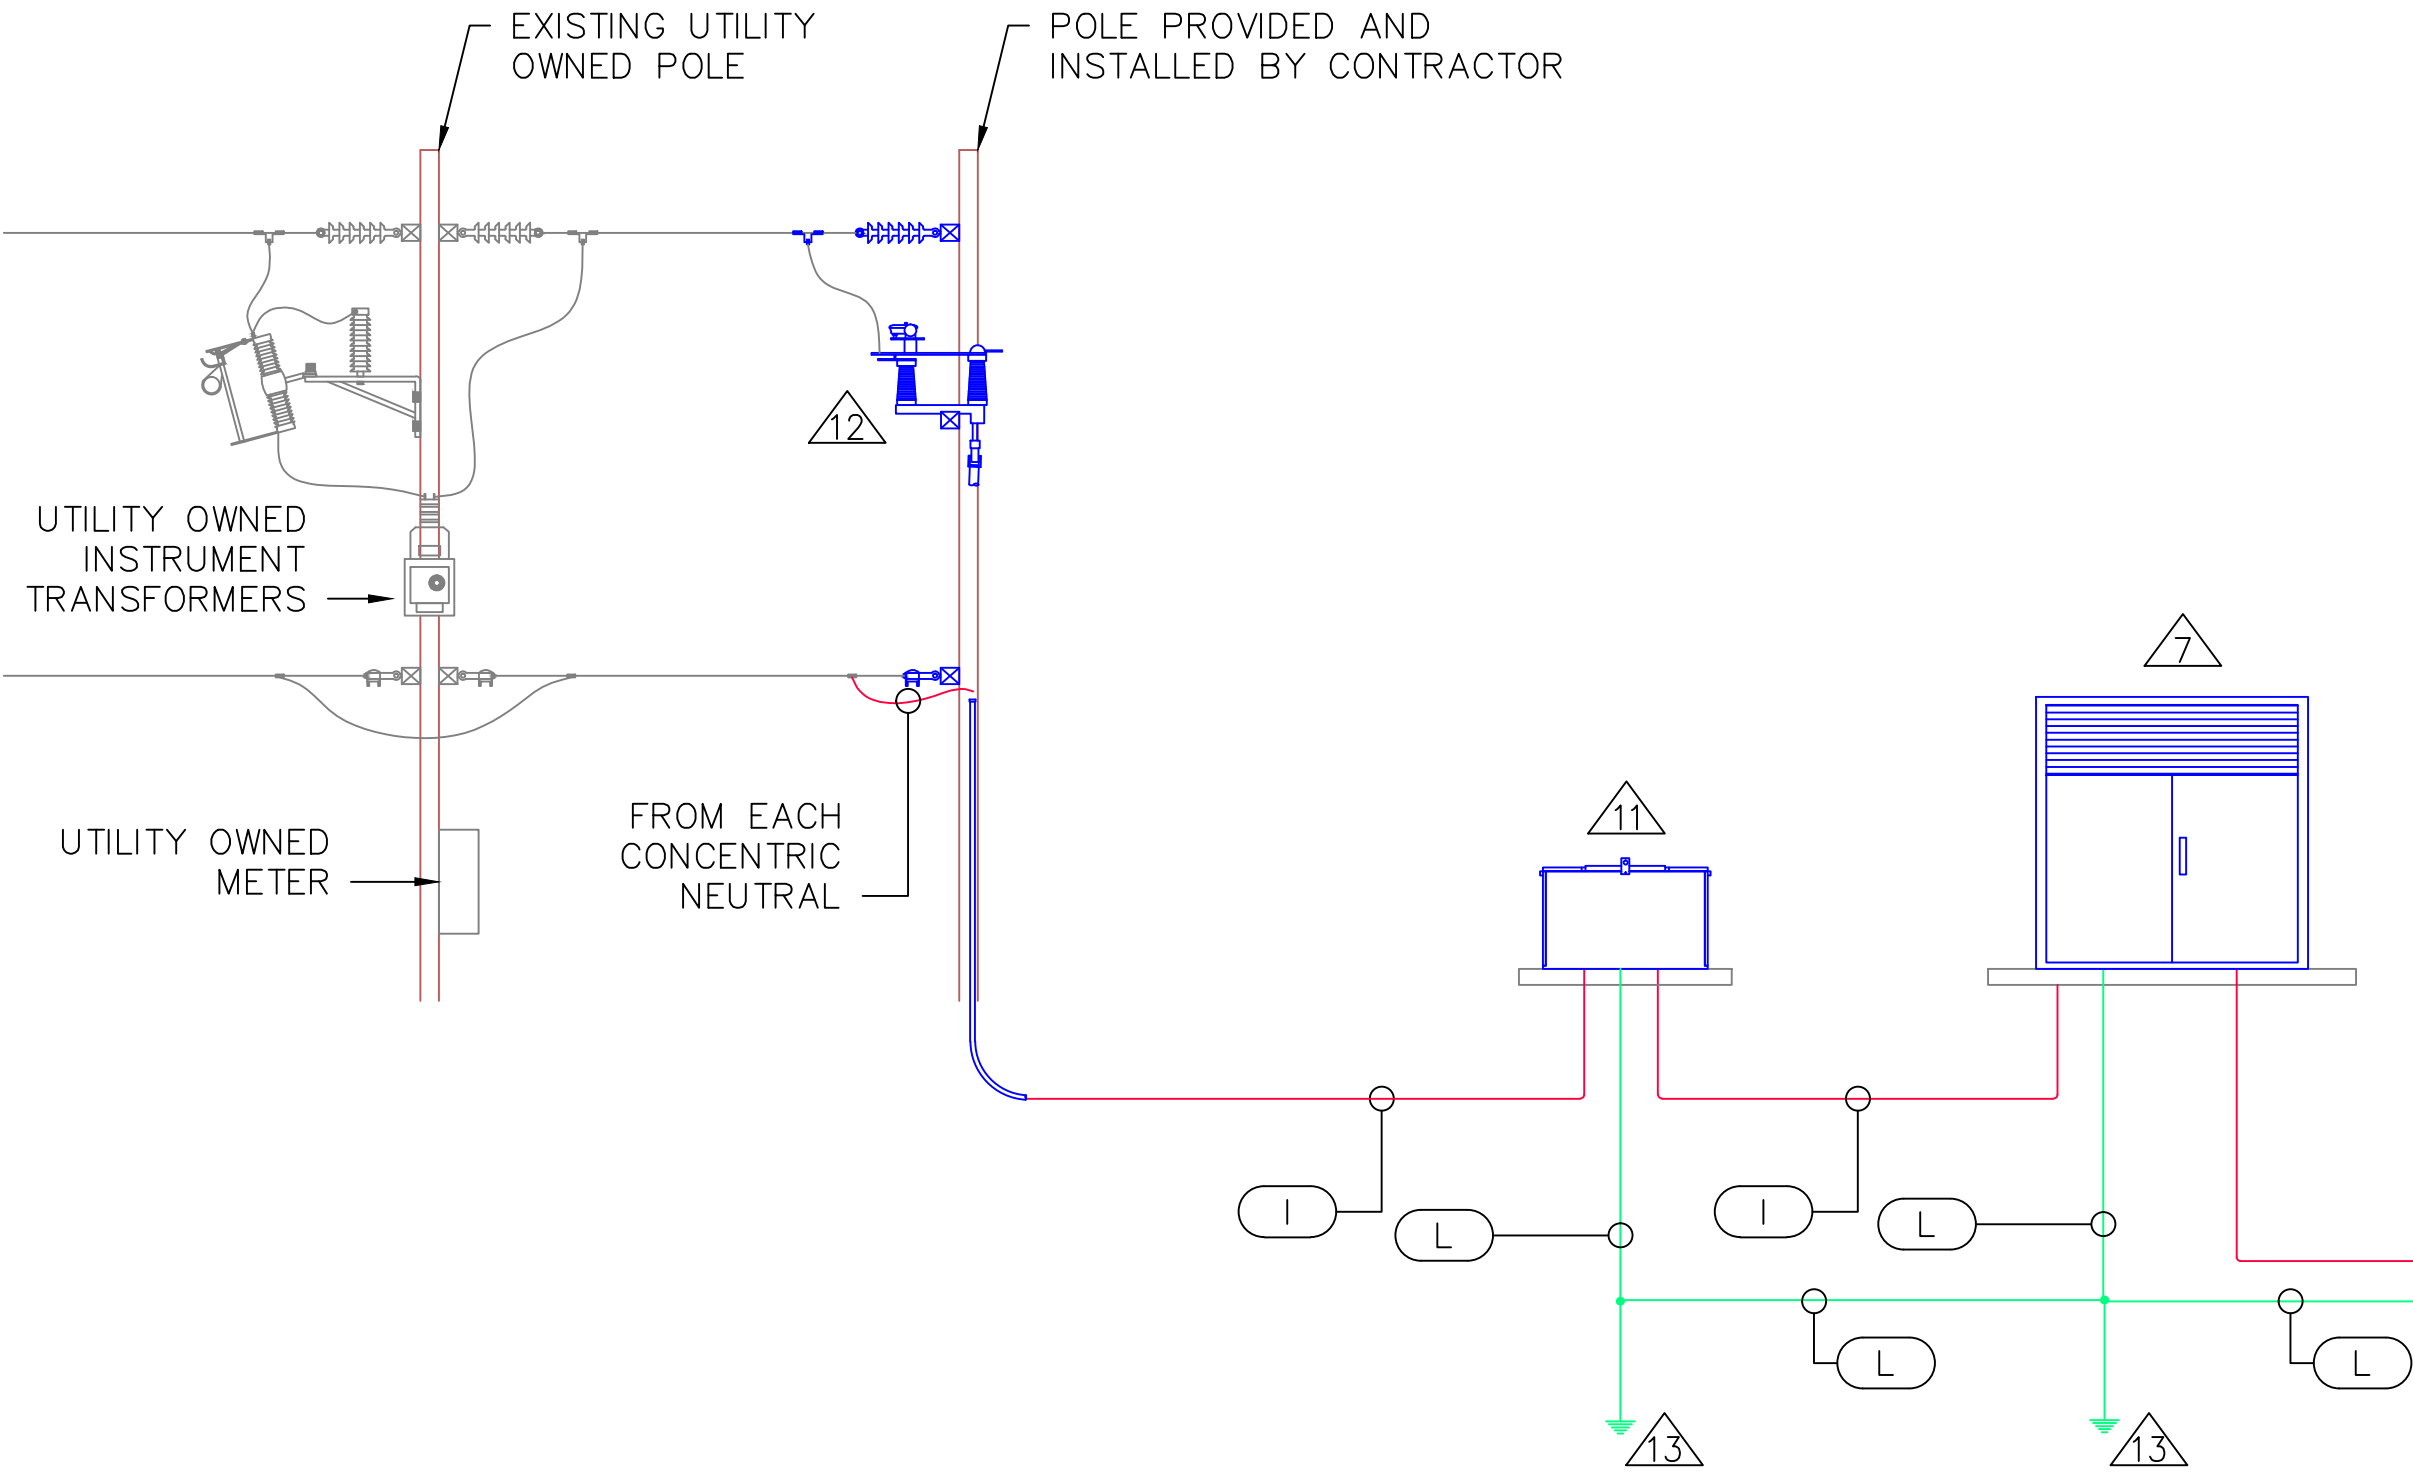 EXISTING UTILITY
OWNED POLE
POLE PROVIDED AND
INSTALLED BY CONTRACTOR
12
UTILITY OWNED
INSTRUMENT
TRANSFORMERS
7
11
FROM EACH
CONCENTRIC
NEUTRAL
UTILITY OWNED
METER
I
L
I
L
L
L
13
13